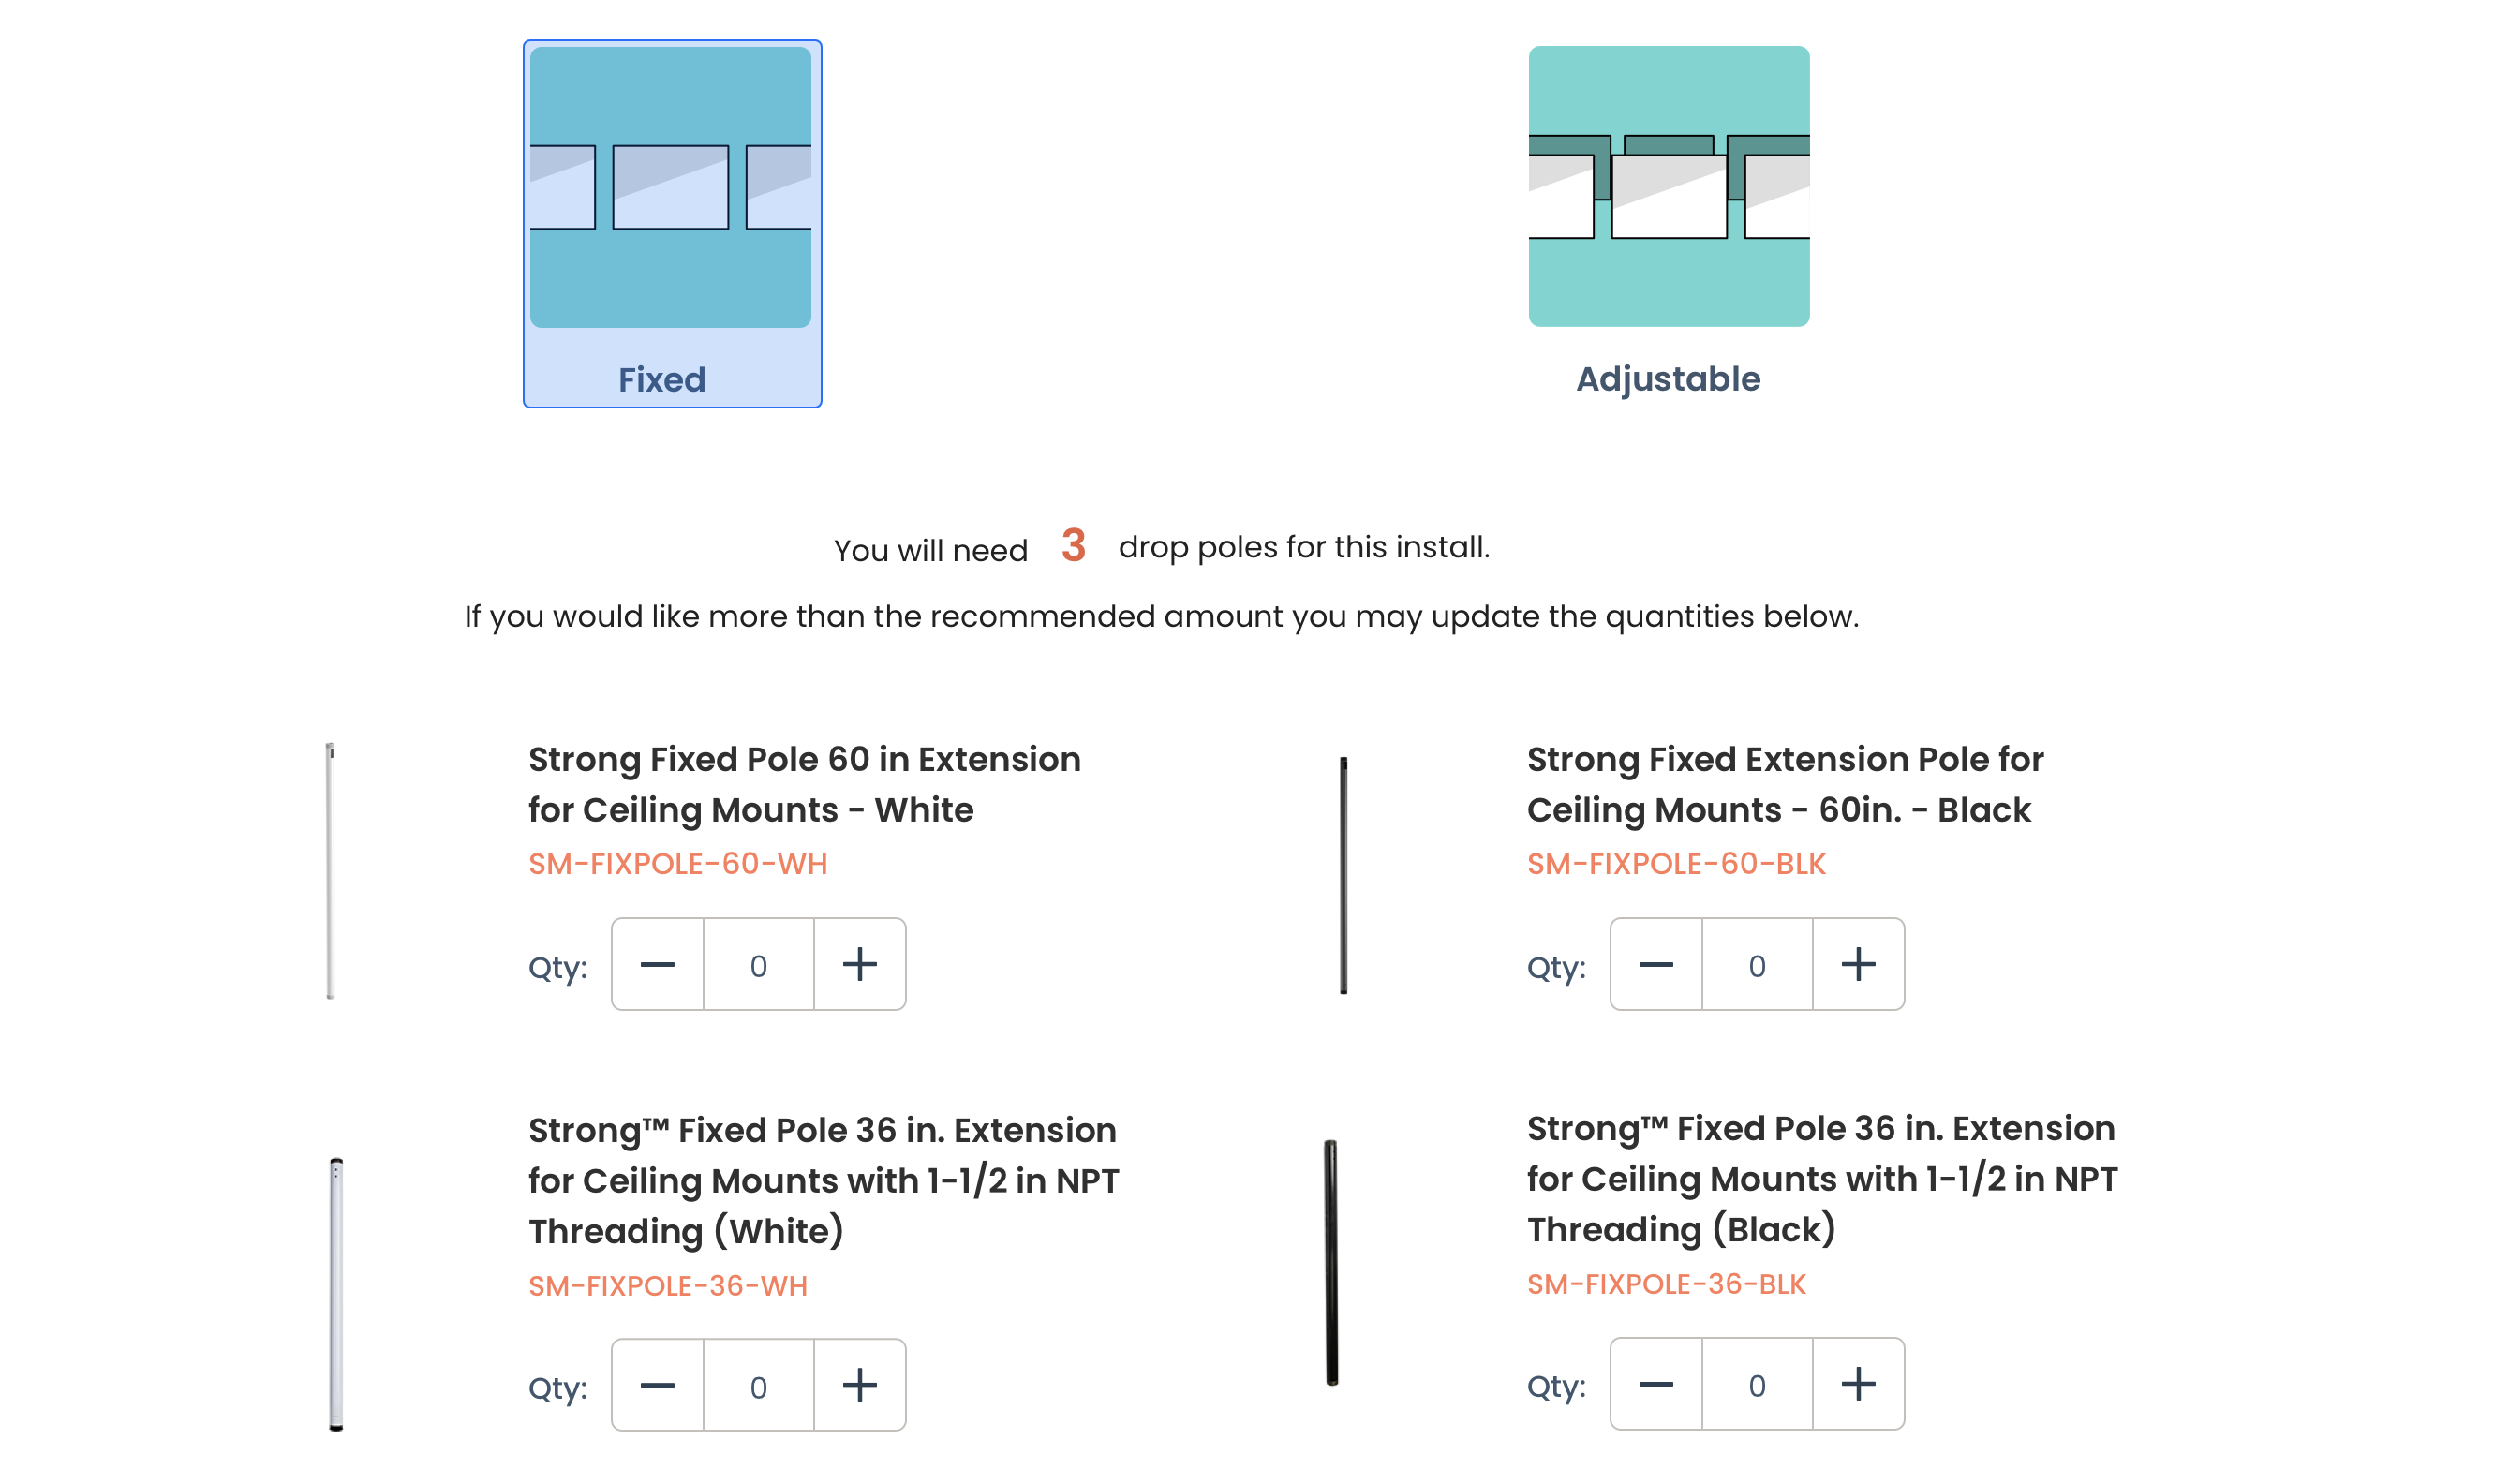 Fixed
Adjustable
You will need 3 drop poles for this install.
If you would like more than the recommended amount you may update the quantities below.
Strong Fixed Pole 60 in Extension
for Ceiling Mounts - White
SM-FIXPOLE-60-WH
Qty: 0
Strong Fixed Extension Pole for
Ceiling Mounts - 60in. - Black
SM-FIXPOLE-60-BLK
Qty: 0
Strong™ Fixed Pole 36 in. Extension
for Ceiling Mounts with 1-1/2 in NPT
Threading (White)
SM-FIXPOLE-36-WH
Qty: 0
Strong™ Fixed Pole 36 in. Extension
for Ceiling Mounts with 1-1/2 in NPT
Threading (Black)
SM-FIXPOLE-36-BLK
Qty: 0